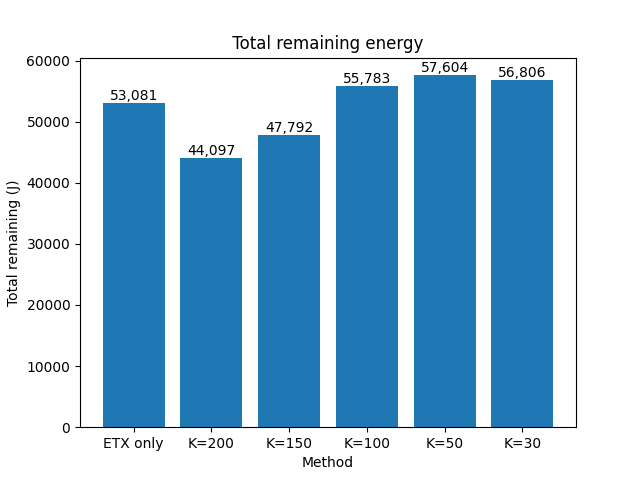 Total remaining energy
60000
50000
40000
30000
20000
10000
0
Total remaining (J)
53,081
44,097
47,792
55,783
57,604
56,806
ETX only
K=200
K=150
K=100
K=50
K=30
Method